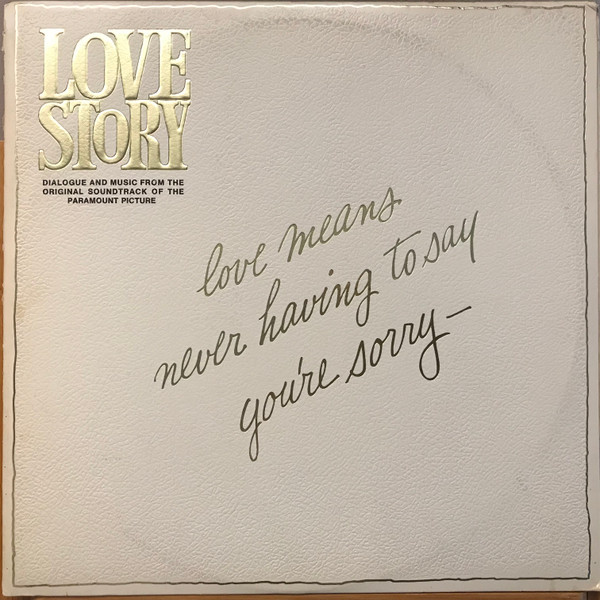 LOVE
STORY
DIALOGUE AND MUSIC FROM THE
ORIGINAL SOUNDTRACK OF THE
PARAMOUNT PICTURE
love means
never having to say
you're sorry—